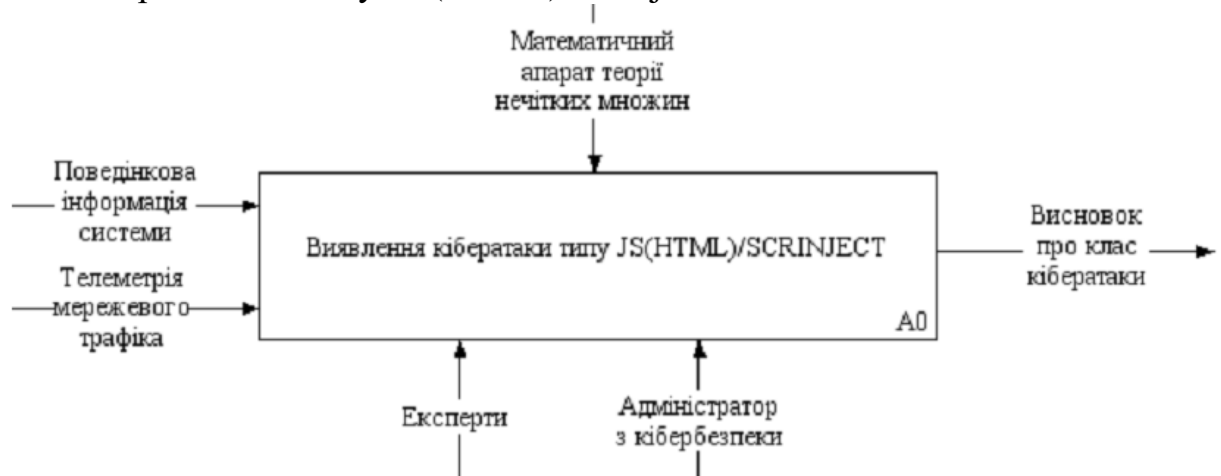 Математичний
апарат теорії
нечітких множин
Поведінкова
інформація
системи
Телеметрія
мережевого
трафіка
Виявлення кібератаки типу JS(HTML)/SCRINJECT
A0
Висновок
про клас
кібератаки
Експерти
Адміністратор
з кібербезпеки